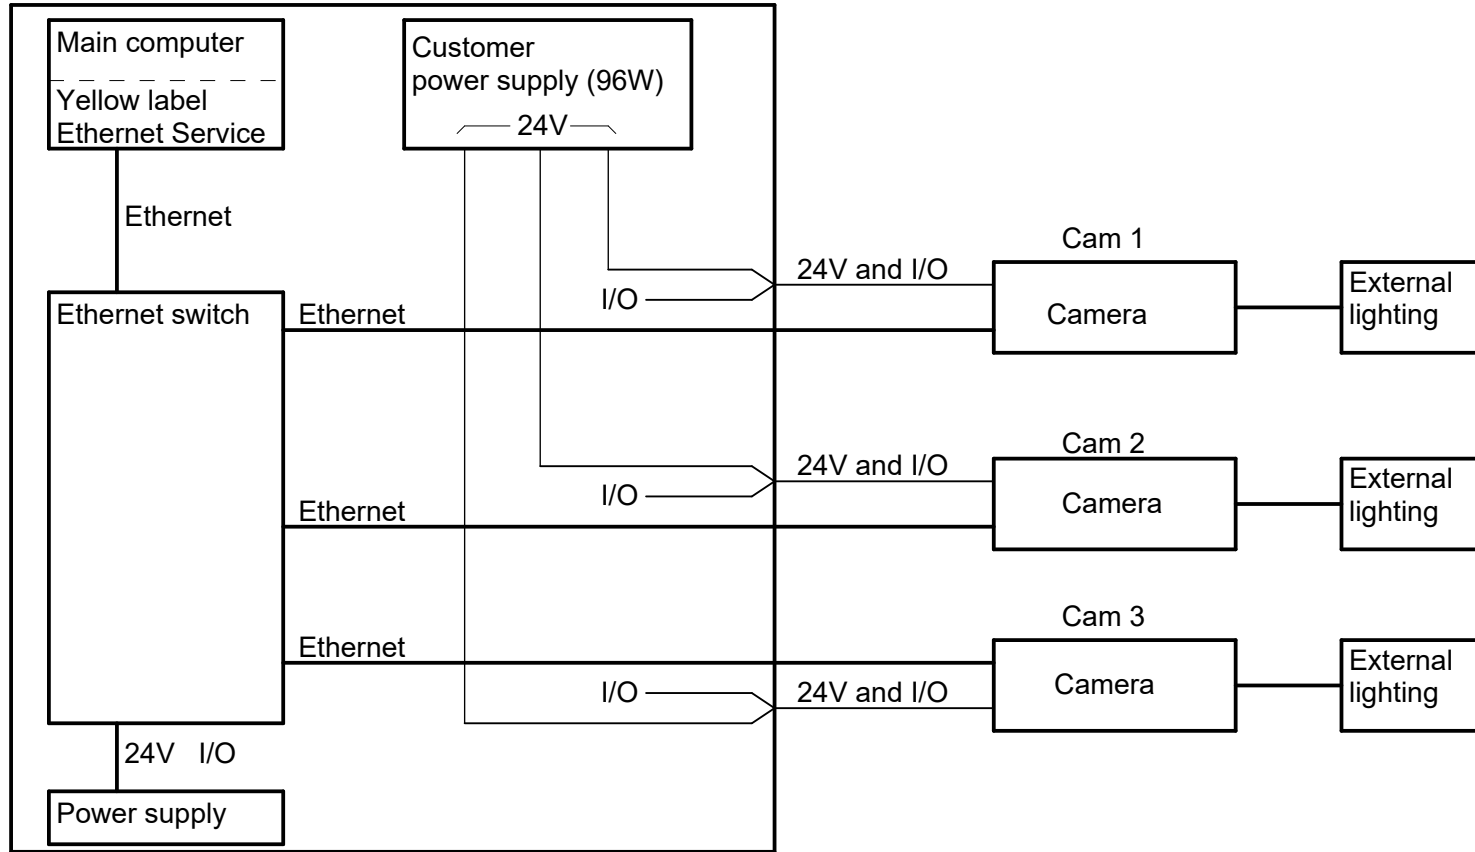 Main computer
Yellow label
Ethernet Service
Customer
power supply (96W)
24V
Ethernet
Cam 1
24V and I/O
I/O
External
lighting
Camera
Ethernet switch
Ethernet
Cam 2
24V and I/O
I/O
External
lighting
Camera
Ethernet
Cam 3
Ethernet
External
lighting
Camera
I/O
24V and I/O
24V I/O
Power supply